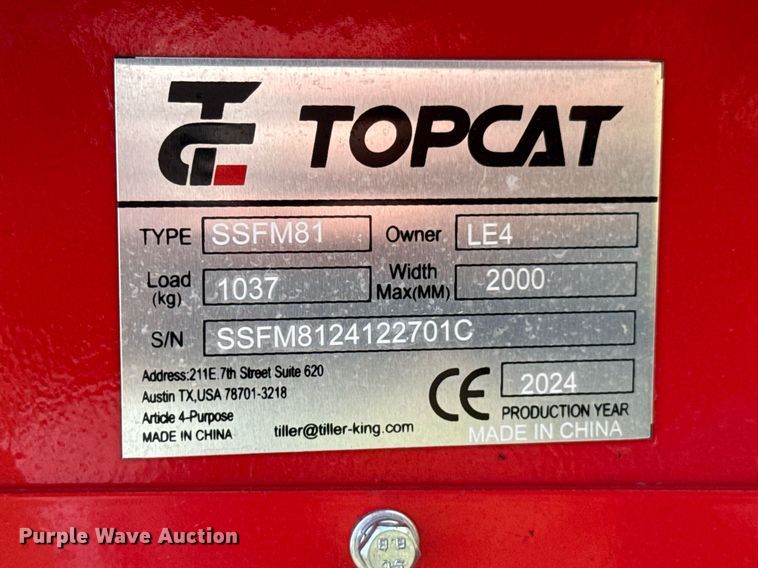 TC TOPCAT
TYPE SSFM81 Owner LE4
Load (kg) 1037 Width Max(MM) 2000
S/N SSFM8124122701C
Address:211E.7th Street Suite 620
Austin TX,USA 78701-3218
Article 4-Purpose
MADE IN CHINA
tiller@tiller-king.com
CE 2024
PRODUCTION YEAR
MADE IN CHINA
Purple Wave Auction